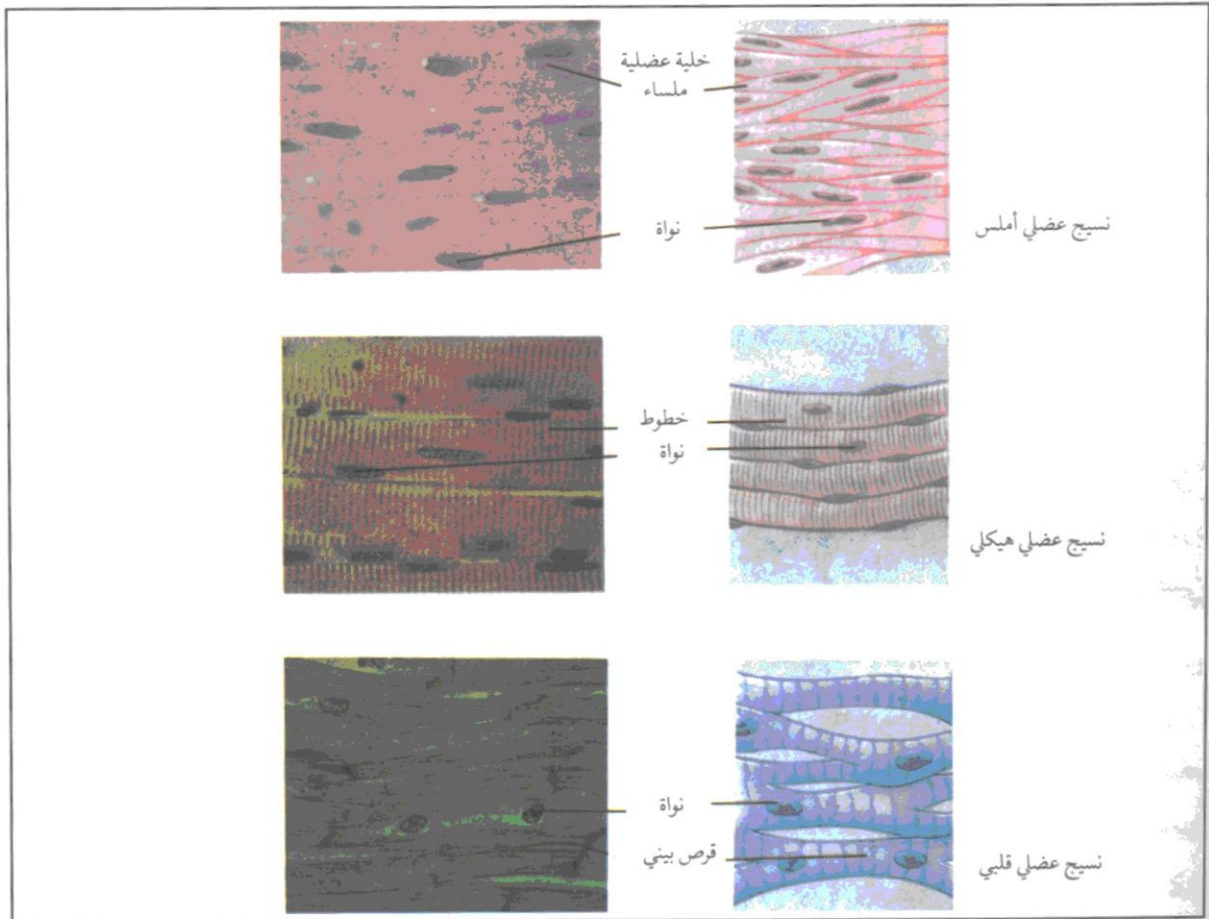 خلية عضلية
ملساء
نواة
نسيج عضلي أملس
خطوط
نواة
نسيج عضلي هيكلي
نواة
قرص بيني
نسيج عضلي قلبي